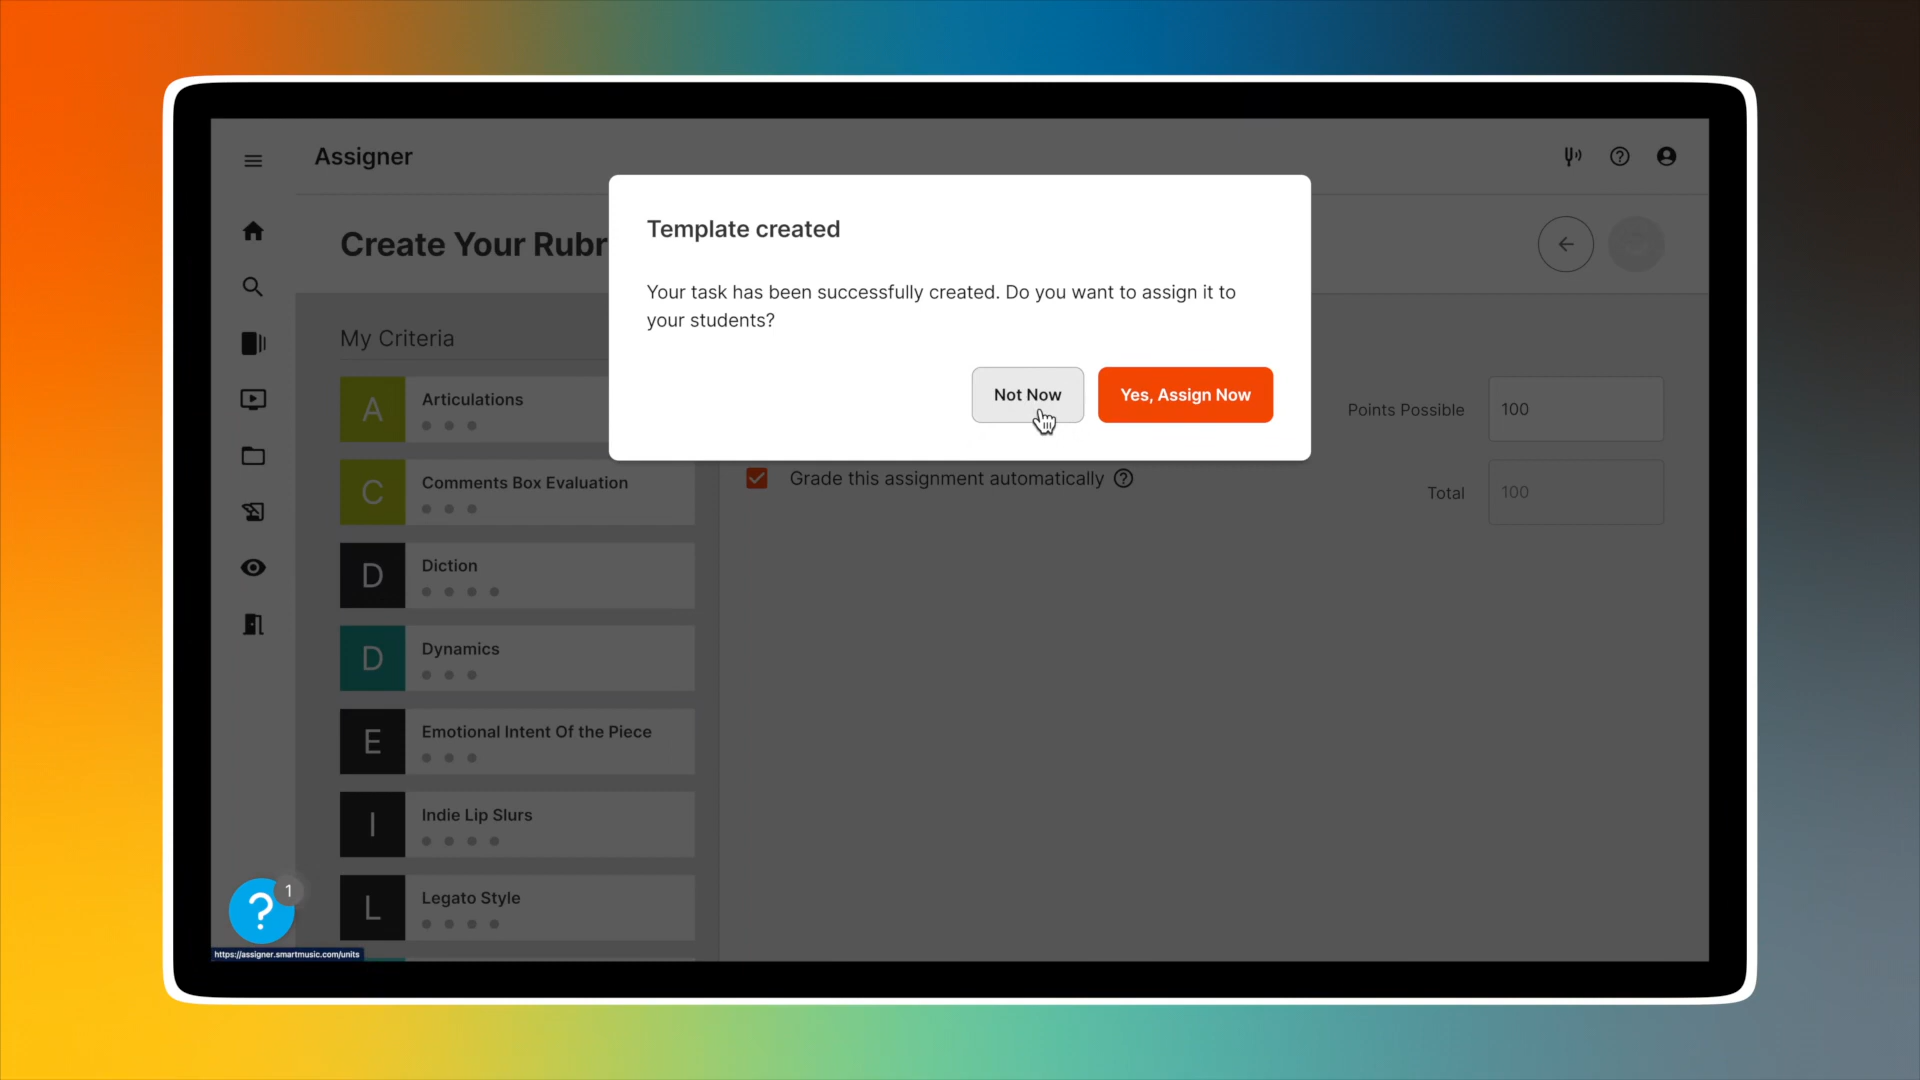 Assigner
Create Your Rubr
Template created
Your task has been successfully created. Do you want to assign it to
your students?
Not Now
Yes, Assign Now
My Criteria
A
Articulations
C
Comments Box Evaluation
D
Diction
D
Dynamics
E
Emotional Intent Of the Piece
I
Indie Lip Slurs
L
Legato Style
Points Possible
100
Grade this assignment automatically
Total
100
1
?
https://assigner.smartmusic.com/units